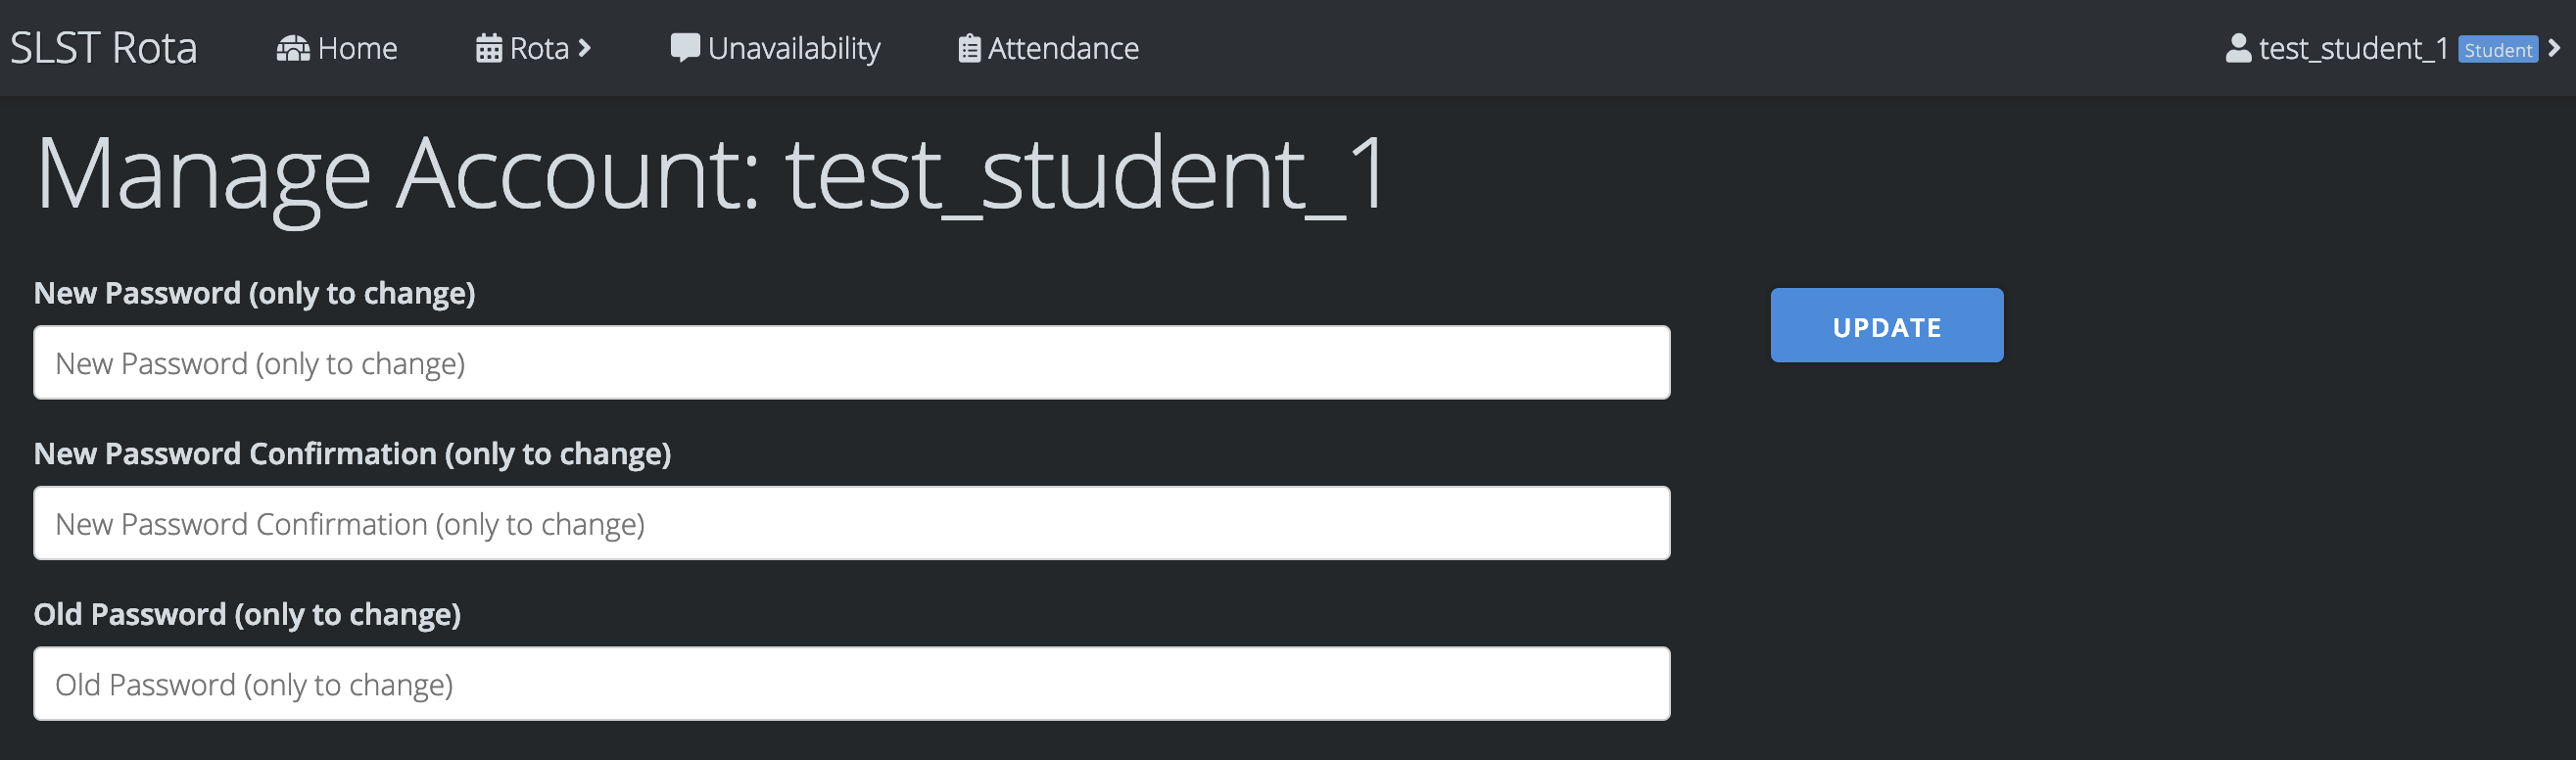 SLST Rota Home Rota Unavailability Attendance test_student_1 Student
Manage Account: test_student_1
New Password (only to change)
UPDATE
New Password (only to change)
New Password Confirmation (only to change)
New Password Confirmation (only to change)
Old Password (only to change)
Old Password (only to change)